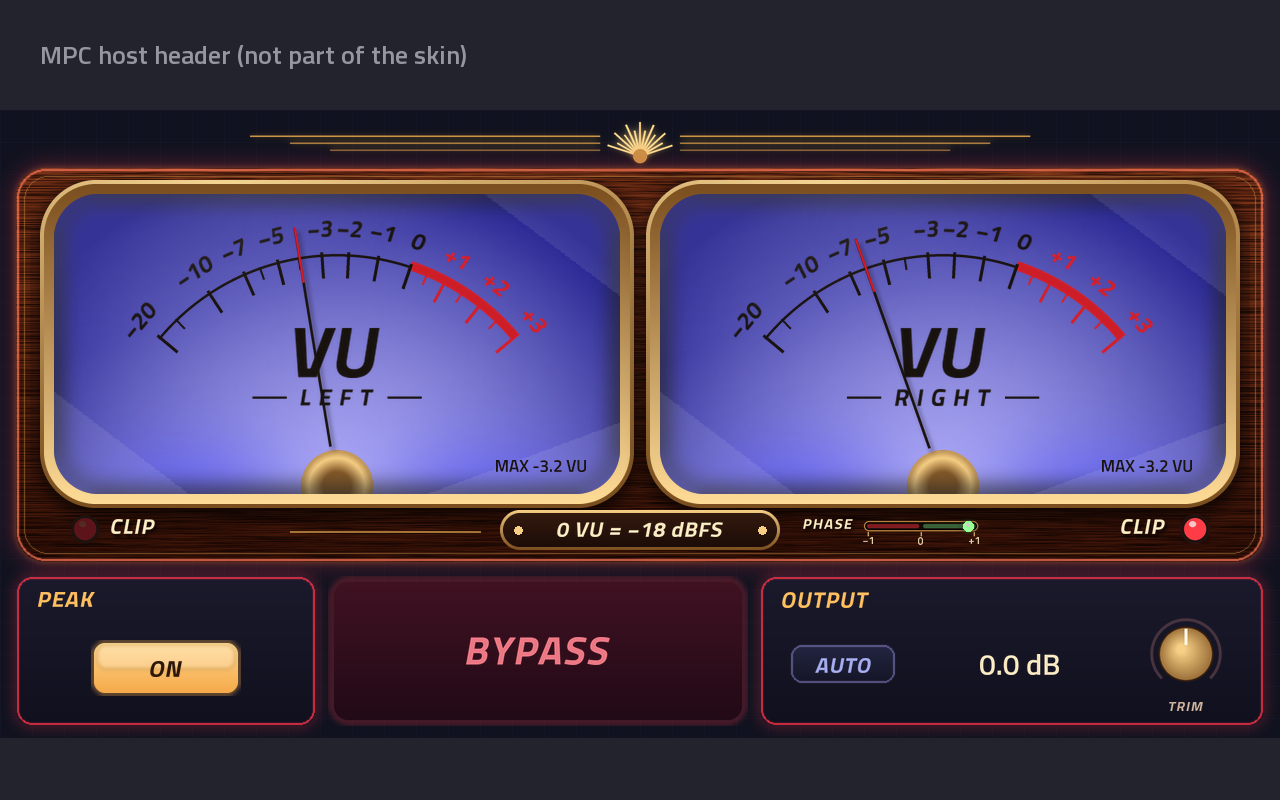 MPC host header (not part of the skin)
−20 −10 −7 −5 −3 −2 −1 0 +1 +2 +3
VU
LEFT
MAX -3.2 VU
−20 −10 −7 −5 −3 −2 −1 0 +1 +2 +3
VU
RIGHT
MAX -3.2 VU
CLIP
0 VU = −18 dBFS
PHASE
−1 0 +1
CLIP
PEAK
ON
BYPASS
OUTPUT
AUTO
0.0 dB
TRIM